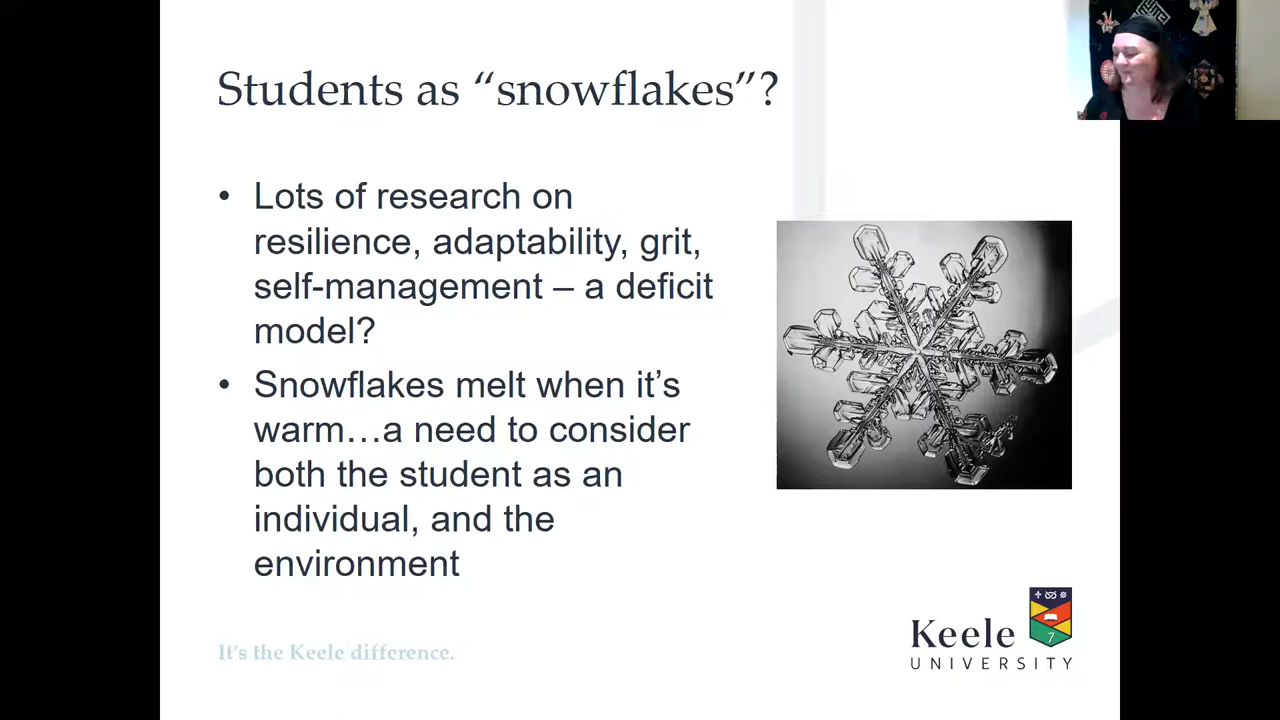 Students as “snowflakes”?
• Lots of research on
resilience, adaptability, grit,
self-management – a deficit
model?
• Snowflakes melt when it’s
warm…a need to consider
both the student as an
individual, and the
environment
It’s the Keele difference.
Keele
UNIVERSITY